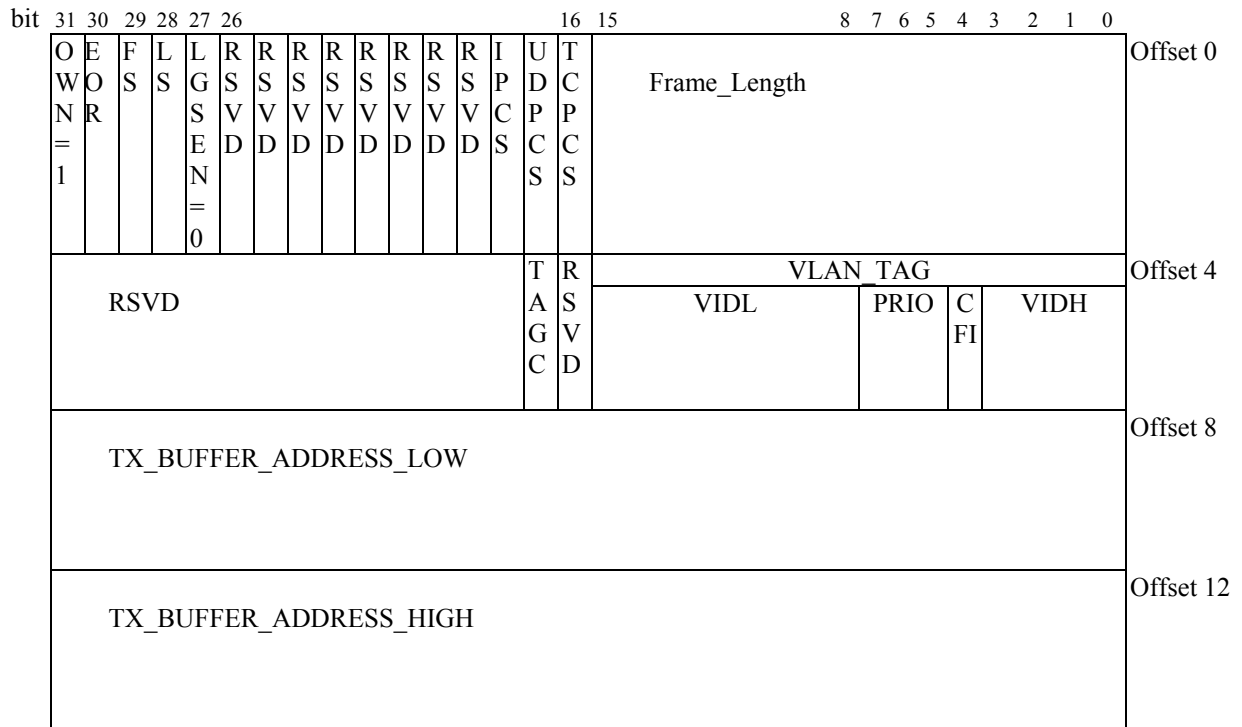 bit 31 30 29 28 27 26 16 15 8 7 6 5 4 3 2 1 0
OWN=1
EOR
FS
LS
LGSEN=0
RSVD
RSVD
RSVD
RSVD
RSVD
RSVD
RSVD
RSVD
IPCS
UDPCS
TCPCS
Frame_Length
Offset 0
RSVD
TAGC
RSVD
VLAN_TAG
VIDL
PRIO
CFI
VIDH
Offset 4
TX_BUFFER_ADDRESS_LOW
Offset 8
TX_BUFFER_ADDRESS_HIGH
Offset 12